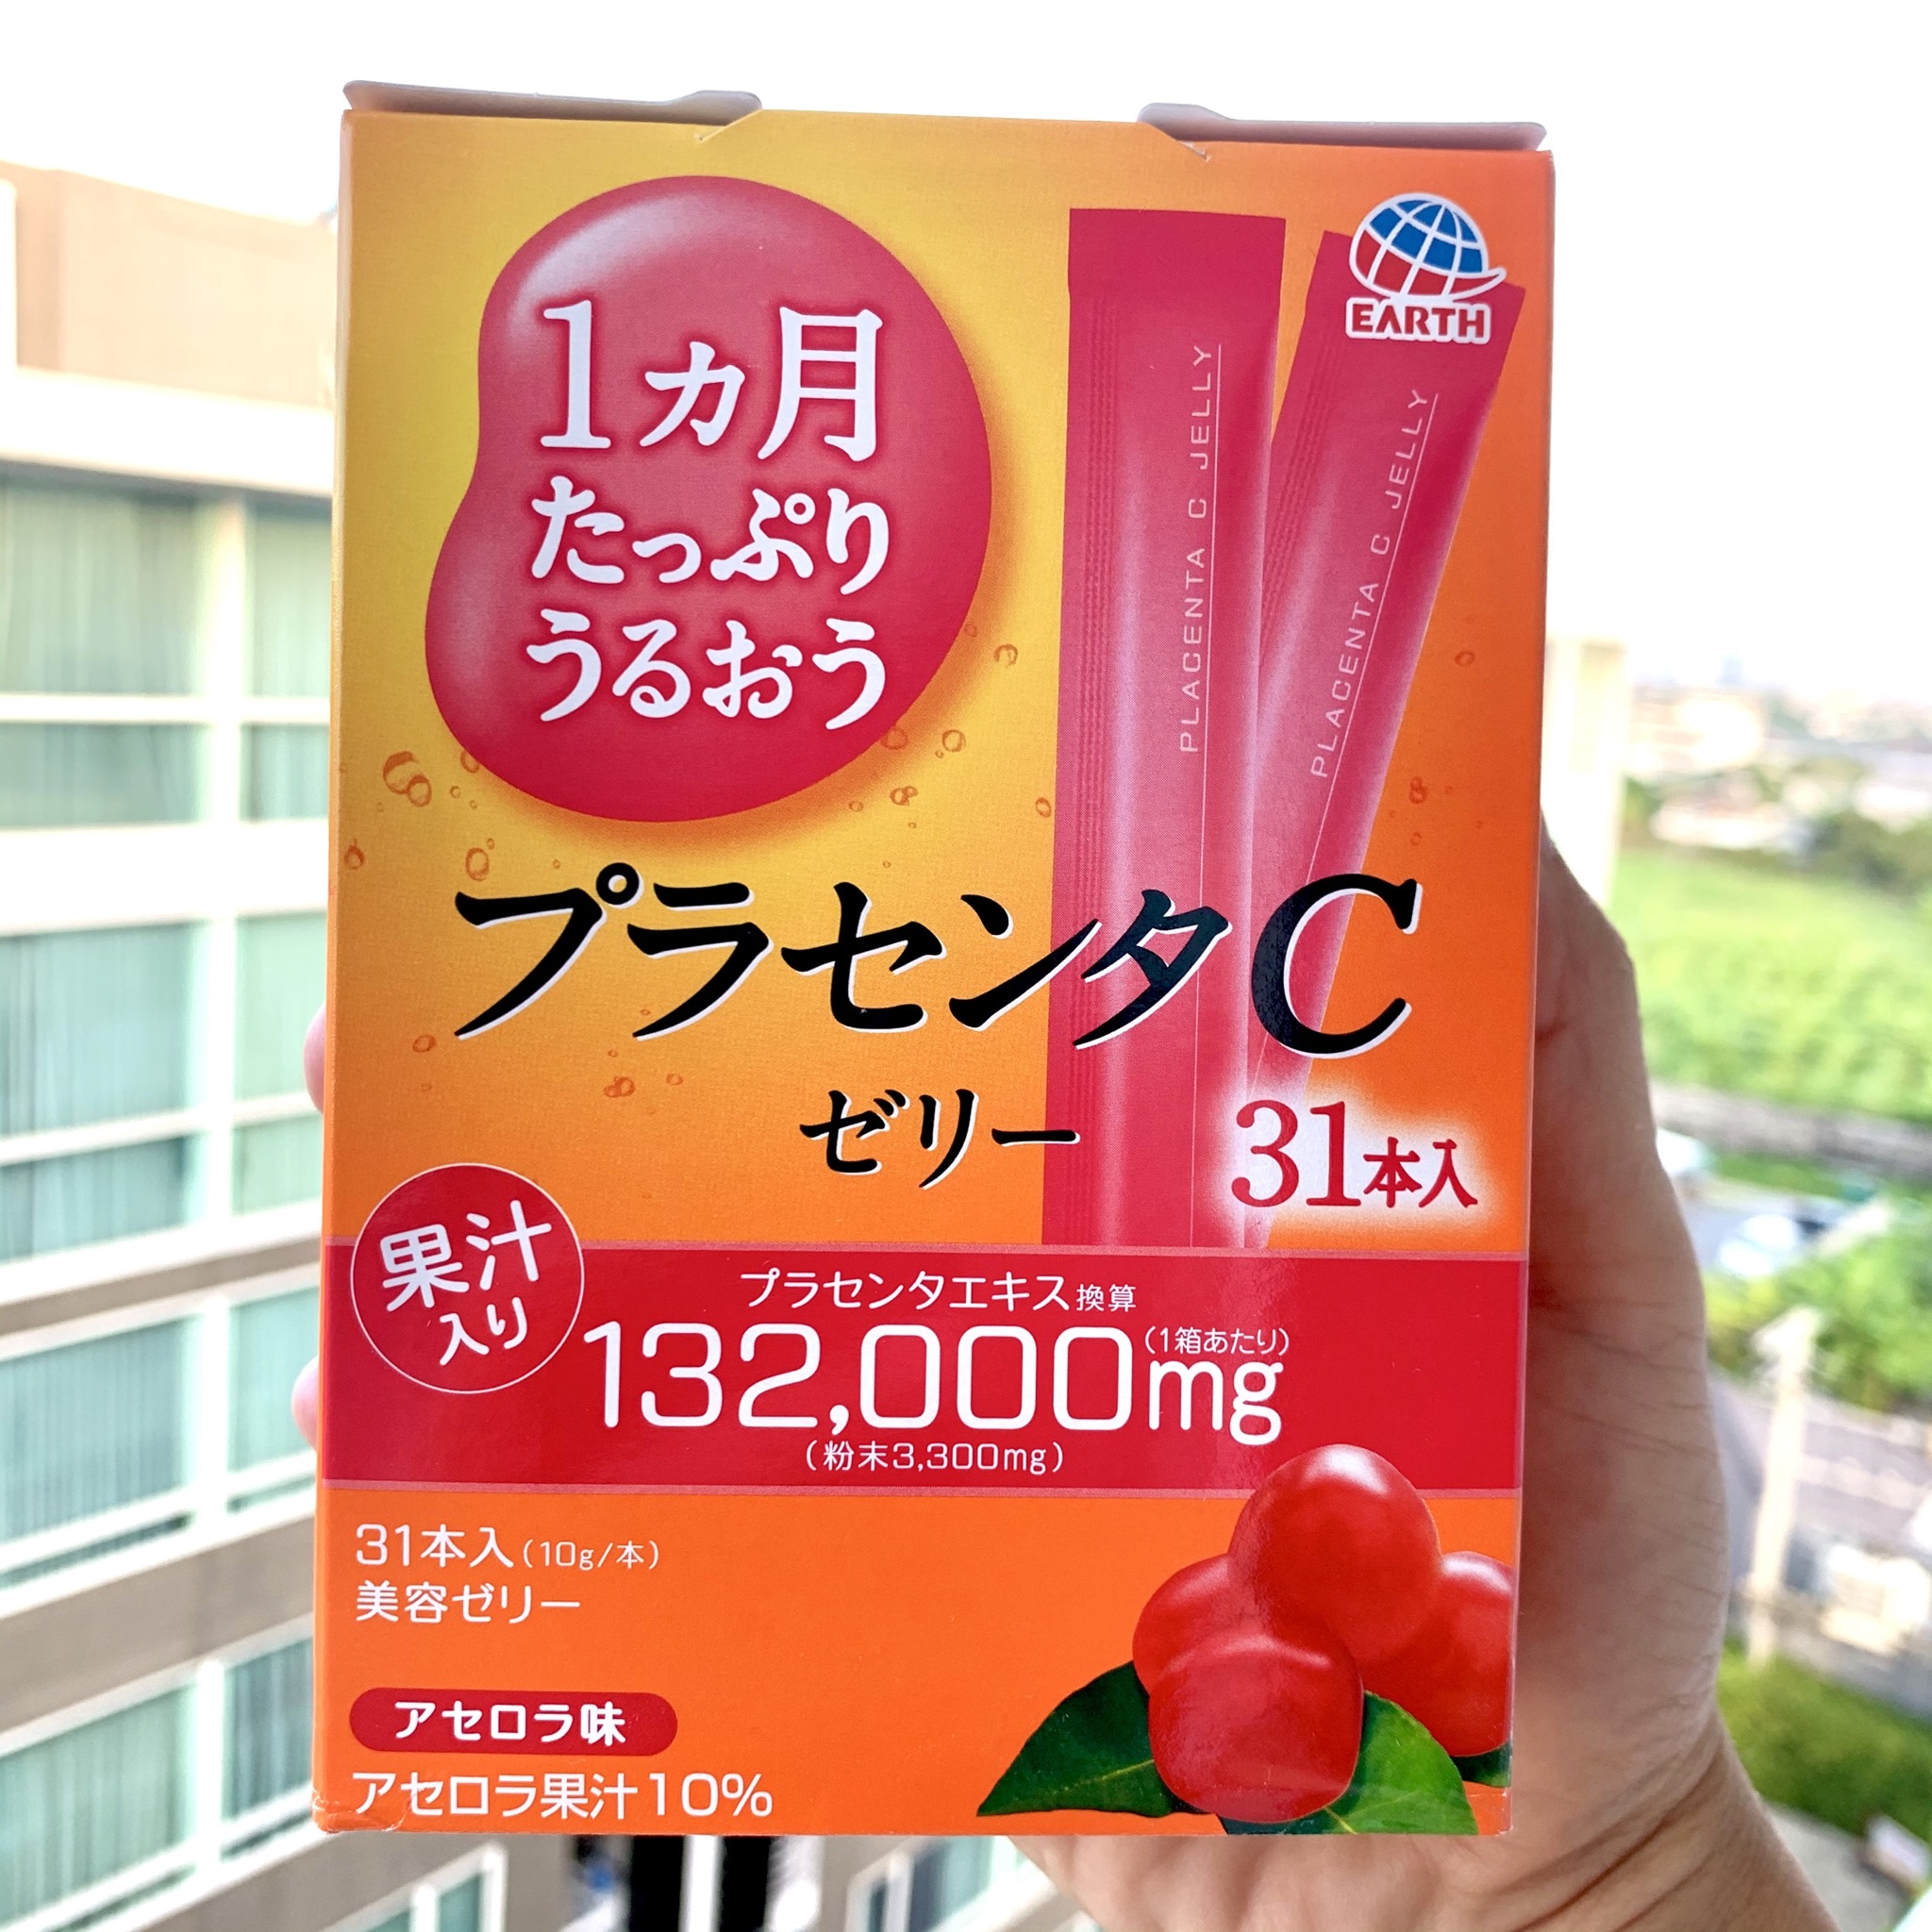 1ヵ月
たっぷり
うるおう
EARTH
PLACENTA C JELLY
PLACENTA C JELLY
プラセンタC
ゼリー
31本入
果汁
入り
プラセンタエキス換算
132,000mg(1箱あたり)
(粉末3,300mg)
31本入(10g/本)
美容ゼリー
アセロラ味
アセロラ果汁10%